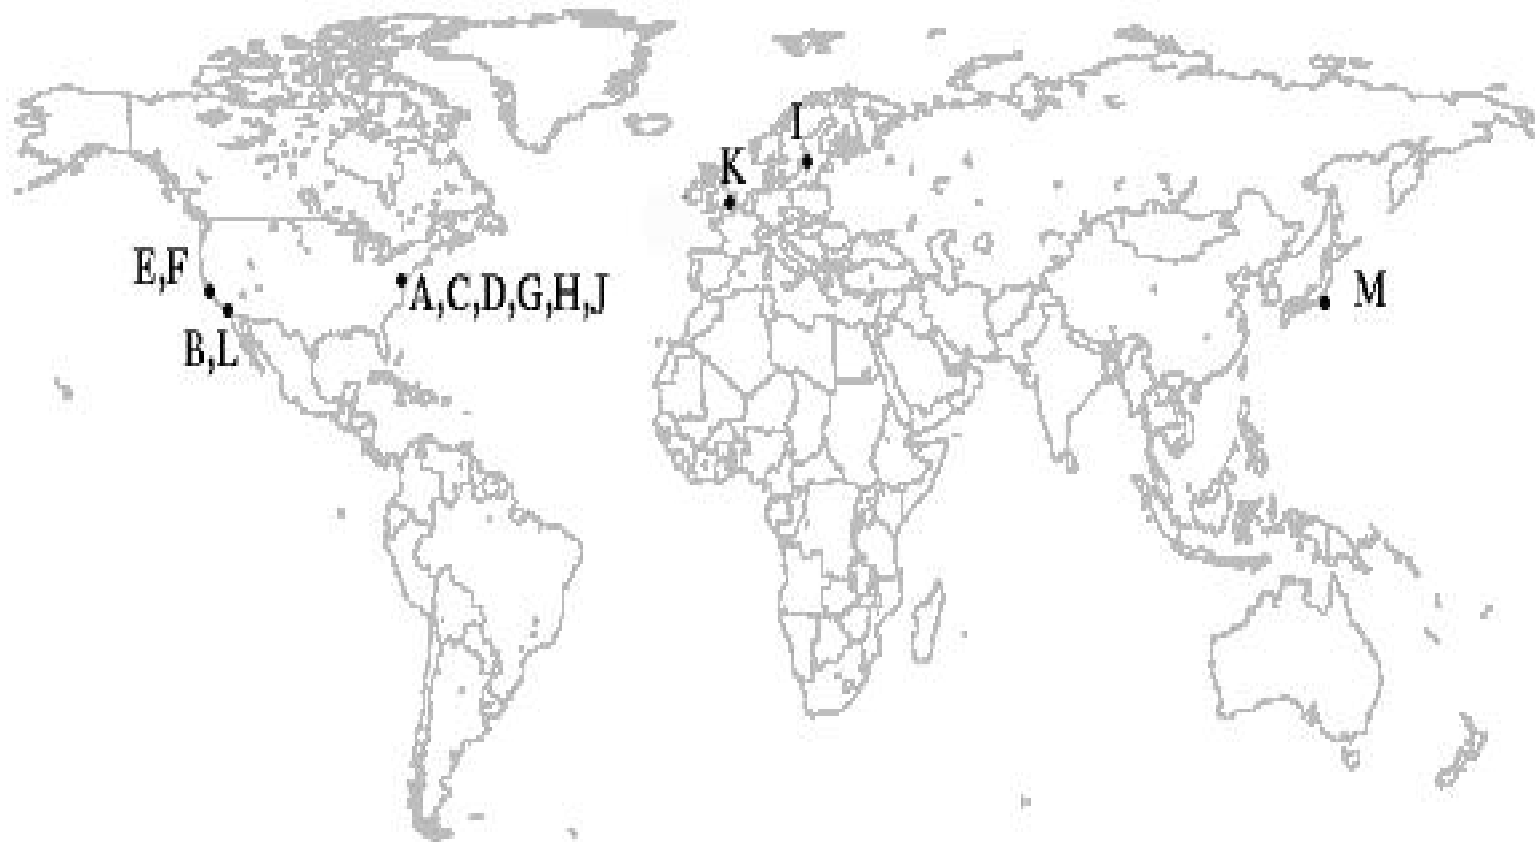 I
K
E,F
A,C,D,G,H,J
M
B,L